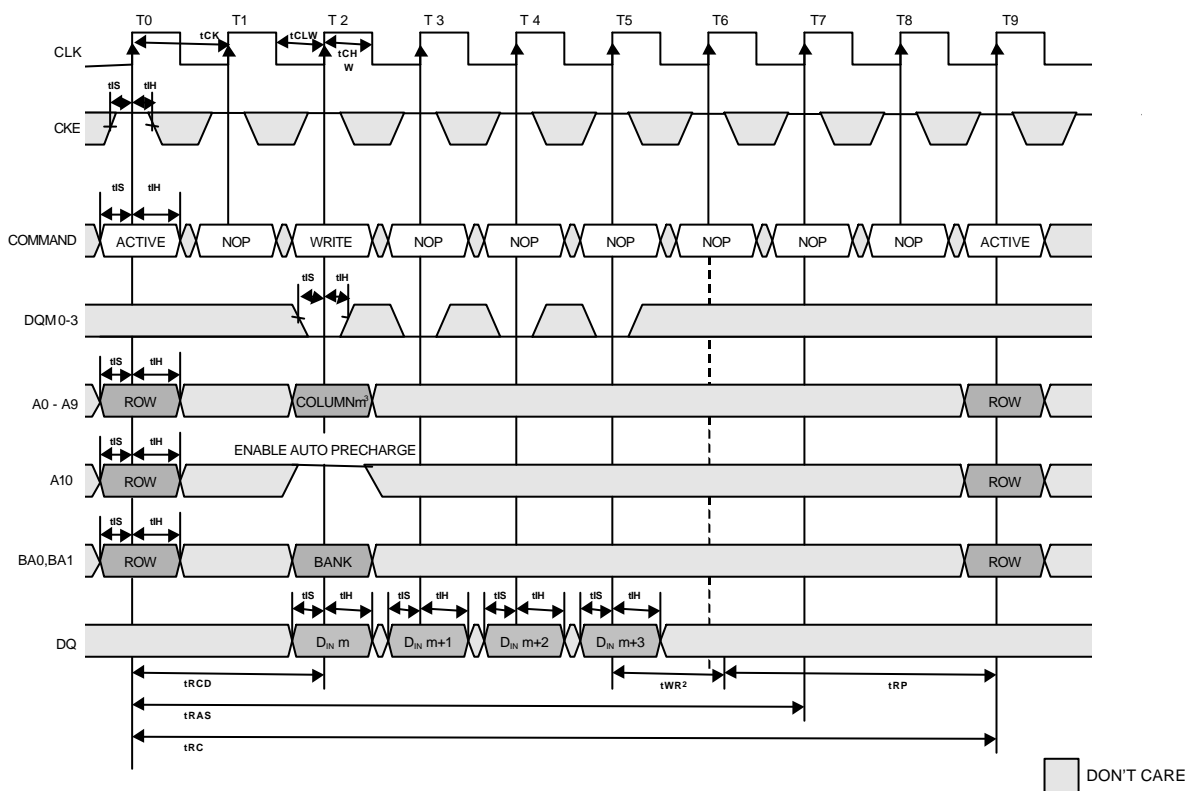 T0 T1 T 2 T 3 T 4 T5 T6 T7 T8 T9
tCK tCLW tCH
W
CLK
tIS tIH
CKE
tIS tIH
COMMAND ACTIVE NOP WRITE NOP NOP NOP NOP NOP NOP ACTIVE
tIS tIH
DQM 0-3
tIS tIH
A0 - A9 ROW COLUMNm³ ROW
tIS tIH ENABLE AUTO PRECHARGE
A10 ROW ROW
tIS tIH
BA0,BA1 ROW BANK ROW
tIS tIH tIS tIH tIS tIH tIS tIH
DQ DIN m DIN m+1 DIN m+2 DIN m+3
tRCD tWR² tRP
tRAS
tRC
DON'T CARE